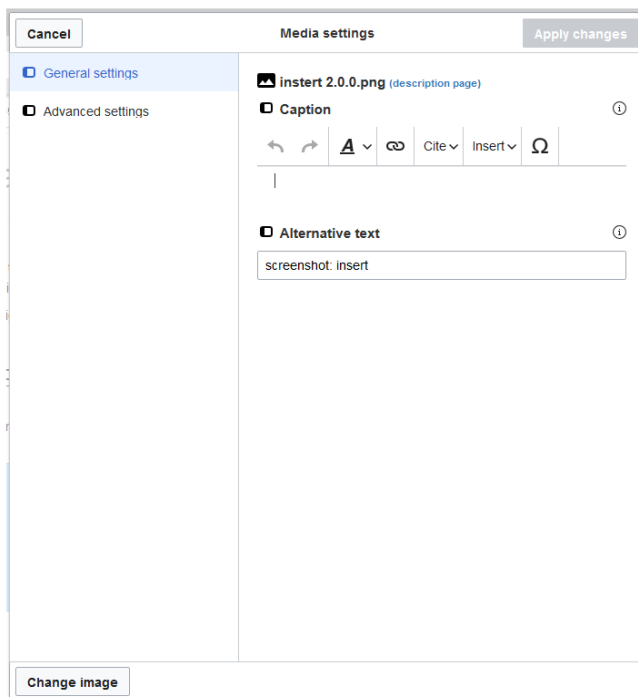 Cancel Media settings Apply changes
General settings
Advanced settings
instert 2.0.0.png (description page)
Caption
A Cite Insert Ω
Alternative text
screenshot: insert
Change image